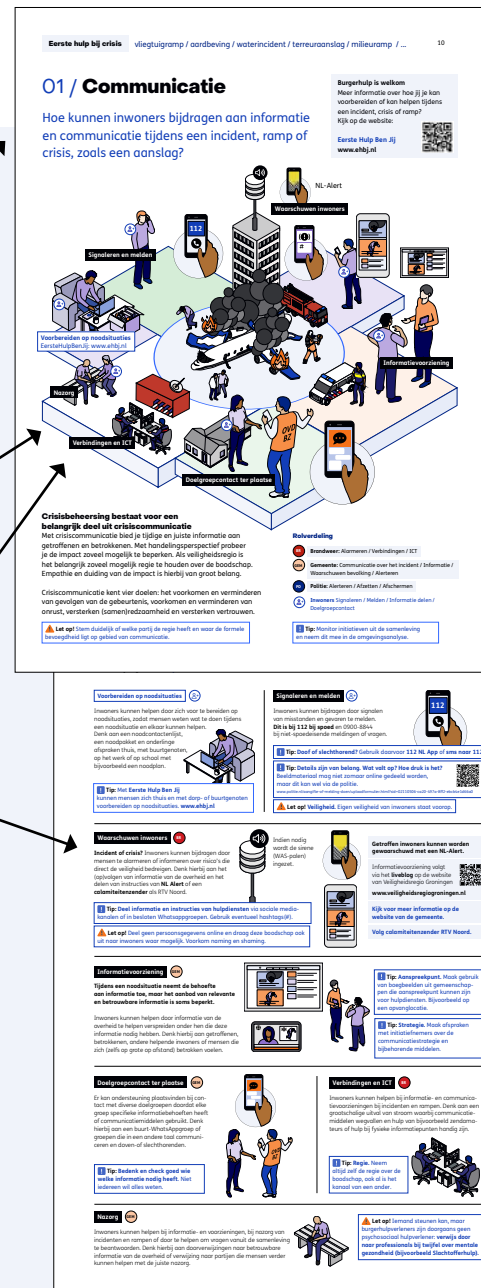 Eerste hulp bij crisis vliegtuigramp / aardbeving / waterincident / terreuraanslag / milieuramp / ... 10
01 / Communicatie
Hoe kunnen inwoners bijdragen aan informatie
en communicatie tijdens een incident, ramp of
crisis, zoals een aanslag?
Burgerhulp is welkom
Meer informatie over hoe jij je kan
voorbereiden of kan helpen tijdens
een incident, crisis of ramp?
Kijk op de website:
Eerste Hulp Ben Jij
www.ehbj.nl
NL-Alert
Waarschuwen inwoners
112
#
Signaleren en melden
Voorbereiden op noodsituaties
EersteHulpBenJij: www.ehbj.nl
Informatievoorziening
Nazorg
Verbindingen en ICT
OVD
BZ
Doelgroepcontact ter plaatse
Crisisbeheersing bestaat voor een
belangrijk deel uit crisiscommunicatie
Met crisiscommunicatie bied je tijdige en juiste informatie aan
getroffenen en betrokkenen. Met handelingsperspectief probeer
je de impact zoveel mogelijk te beperken. Als veiligheidsregio is
het belangrijk zoveel mogelijk regie te houden over de boodschap.
Empathie en duiding van de impact is hierbij van groot belang.
Crisiscommunicatie kent vier doelen: het voorkomen en verminderen
van gevolgen van de gebeurtenis, voorkomen en verminderen van
onrust, versterken (samen)redzaamheid en versterken vertrouwen.
Let op! Stem duidelijk of welke partij de regie heeft en waar de formele
bevoegdheid ligt op gebied van communicatie.
Rolverdeling
BR Brandweer: Alarmeren / Verbindingen / ICT
GEM Gemeente: Communicatie over het incident / Informatie /
Waarschuwen bevolking / Alerteren
PO Politie: Alerteren / Afzetten / Afschermen
Inwoners Signaleren / Melden / Informatie delen /
Doelgroepcontact
Tip: Monitor initiatieven uit de samenleving
en neem dit mee in de omgevingsanalyse.
Voorbereiden op noodsituaties
Inwoners kunnen helpen door zich voor te bereiden op
noodsituaties, zodat mensen weten wat te doen tijdens
een noodsituatie en elkaar kunnen helpen.
Denk aan een noodcontactenlijst,
een noodpakket en onderlinge
afspraken thuis, met buurtgenoten,
op het werk of school met
bijvoorbeeld een noodplan.
Tip: Met Eerste Hulp Ben Jij
kunnen mensen zich thuis en met dorp- of buurtgenoten
voorbereiden op noodsituaties. www.ehbj.nl
Signaleren en melden
Inwoners kunnen bijdragen door signalen
van misstanden en gevaren te melden.
Dit is bij 112 bij spoed en 0900-8844
bij niet-spoedeisende meldingen of vragen.
112
Tip: Doof of slechthorend? Gebruik daarvoor 112 NL App of sms naar 112
Tip: Details zijn van belang. Wat volt op? Hoe druk is het?
Beeldmateriaal mag niet zomaar online gedeeld worden,
maar dit kan wel via de politie.
Let op! Veiligheid. Eigen veiligheid van inwoners staat voorop.
Waarschuwen inwoners BR
Incident of crisis? Inwoners kunnen bijdragen door
mensen te alarmeren of informeren over risico's die
direct de veiligheid bedreigen. Denk hierbij aan het
(op)volgen van informatie van de overheid en het
delen van instructies van NL Alert of een
calamiteitenzender als RTV Noord.
Indien nodig
wordt de sirene
(WAS-palen)
ingezet.
Getroffen inwoners kunnen worden
gewaarschuwd met een NL-Alert.
Informatievoorziening volgt
via het liveblog op de website
van Veiligheidsregio Groningen
www.veiligheidsregiogroningen.nl
Kijk voor meer informatie op de
website van de gemeente.
Volg calamiteitenzender RTV Noord.
Tip: Deel informatie en instructies van hulpdiensten via sociale media-
kanalen of in besloten Whatsappgroepen. Gebruik eventueel hashtags(#).
Let op! Deel geen persoonsgegevens online en draag deze boodschap ook
uit naar inwoners waar mogelijk. Voorkom naming en shaming.
Informatievoorziening GEM
Tijdens een noodsituatie neemt de behoefte
aan informatie toe, maar het aanbod van relevante
en betrouwbare informatie is soms beperkt.
Inwoners kunnen helpen door informatie van de
overheid te helpen verspreiden onder hen die deze
informatie nodig hebben. Denk hierbij aan getroffenen,
betrokkenen, andere helpende inwoners of mensen die
zich (zelfs op grote op afstand) betrokken voelen.
Tip: Aanspreekpunt. Maak gebruik
van boegbeelden uit gemeenschap-
pen die aanspreekpunt kunnen zijn
voor hulpdiensten. Bijvoorbeeld op
een opvanglocatie.
Tip: Strategie. Maak afspraken
met initiatiefnemers over de
communicatiestrategie en
bijbehorende middelen.
Doelgroepcontact ter plaatse GEM
Er kan ondersteuning plaatsvinden bij con-
tact met diverse doelgroepen doordat elke
groep specifieke informatiebehoeften heeft
of communicatiemiddelen gebruikt. Denk
hierbij aan een buurt-WhatsAppgroep of
groepen die in een andere taal communi-
ceren en doven-of slechthorenden.
Tip: Bedenk en check goed wie
welke informatie nodig heeft. Niet
iedereen wil alles weten.
Verbindingen en ICT BR
Inwoners kunnen helpen bij informatie- en communica-
tievoorzieningen bij incidenten en rampen. Denk aan een
grootschalige uitval van stroom waarbij communicatie-
middelen wegvallen en hulp van bijvoorbeeld zendama-
teurs of hulp bij fysieke informatiepunten handig zijn.
Tip: Regie. Neem
altijd zelf de regie over de
boodschap, ook al is het
kanaal van een ander.
Nazorg GEM
Inwoners kunnen helpen bij informatie- en voorzieningen, bij nazorg van
incidenten en rampen of door te helpen om vragen vanuit de samenleving
te beantwoorden. Denk hierbij aan doorverwijzingen naar betrouwbare
informatie van de overheid of verwijzing naar partijen die mensen verder
kunnen helpen met de juiste nazorg.
Let op! Iemand steunen kan, maar
burgerhulpverleners zijn doorgaans geen
psychosociaal hulpverlener: verwijs door
naar professionals bij twijfel over mentale
gezondheid (bijvoorbeeld Slachtofferhulp).